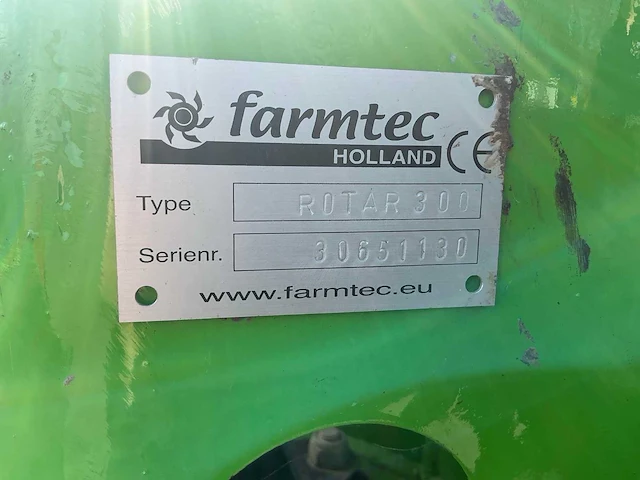 farmtec
HOLLAND CE
Type ROTAR 300
Serienr. 30651130
www.farmtec.eu